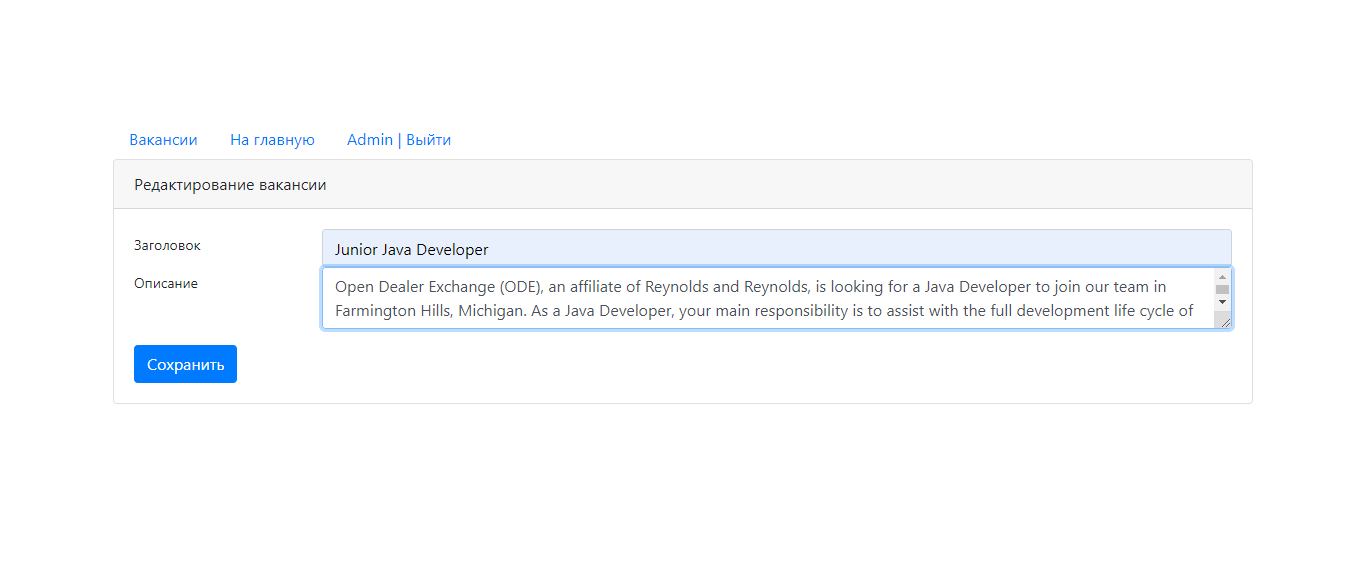 Вакансии На главную Admin | Выйти
Редактирование вакансии
Заголовок Junior Java Developer
Описание Open Dealer Exchange (ODE), an affiliate of Reynolds and Reynolds, is looking for a Java Developer to join our team in
Farmington Hills, Michigan. As a Java Developer, your main responsibility is to assist with the full development life cycle of
Сохранить